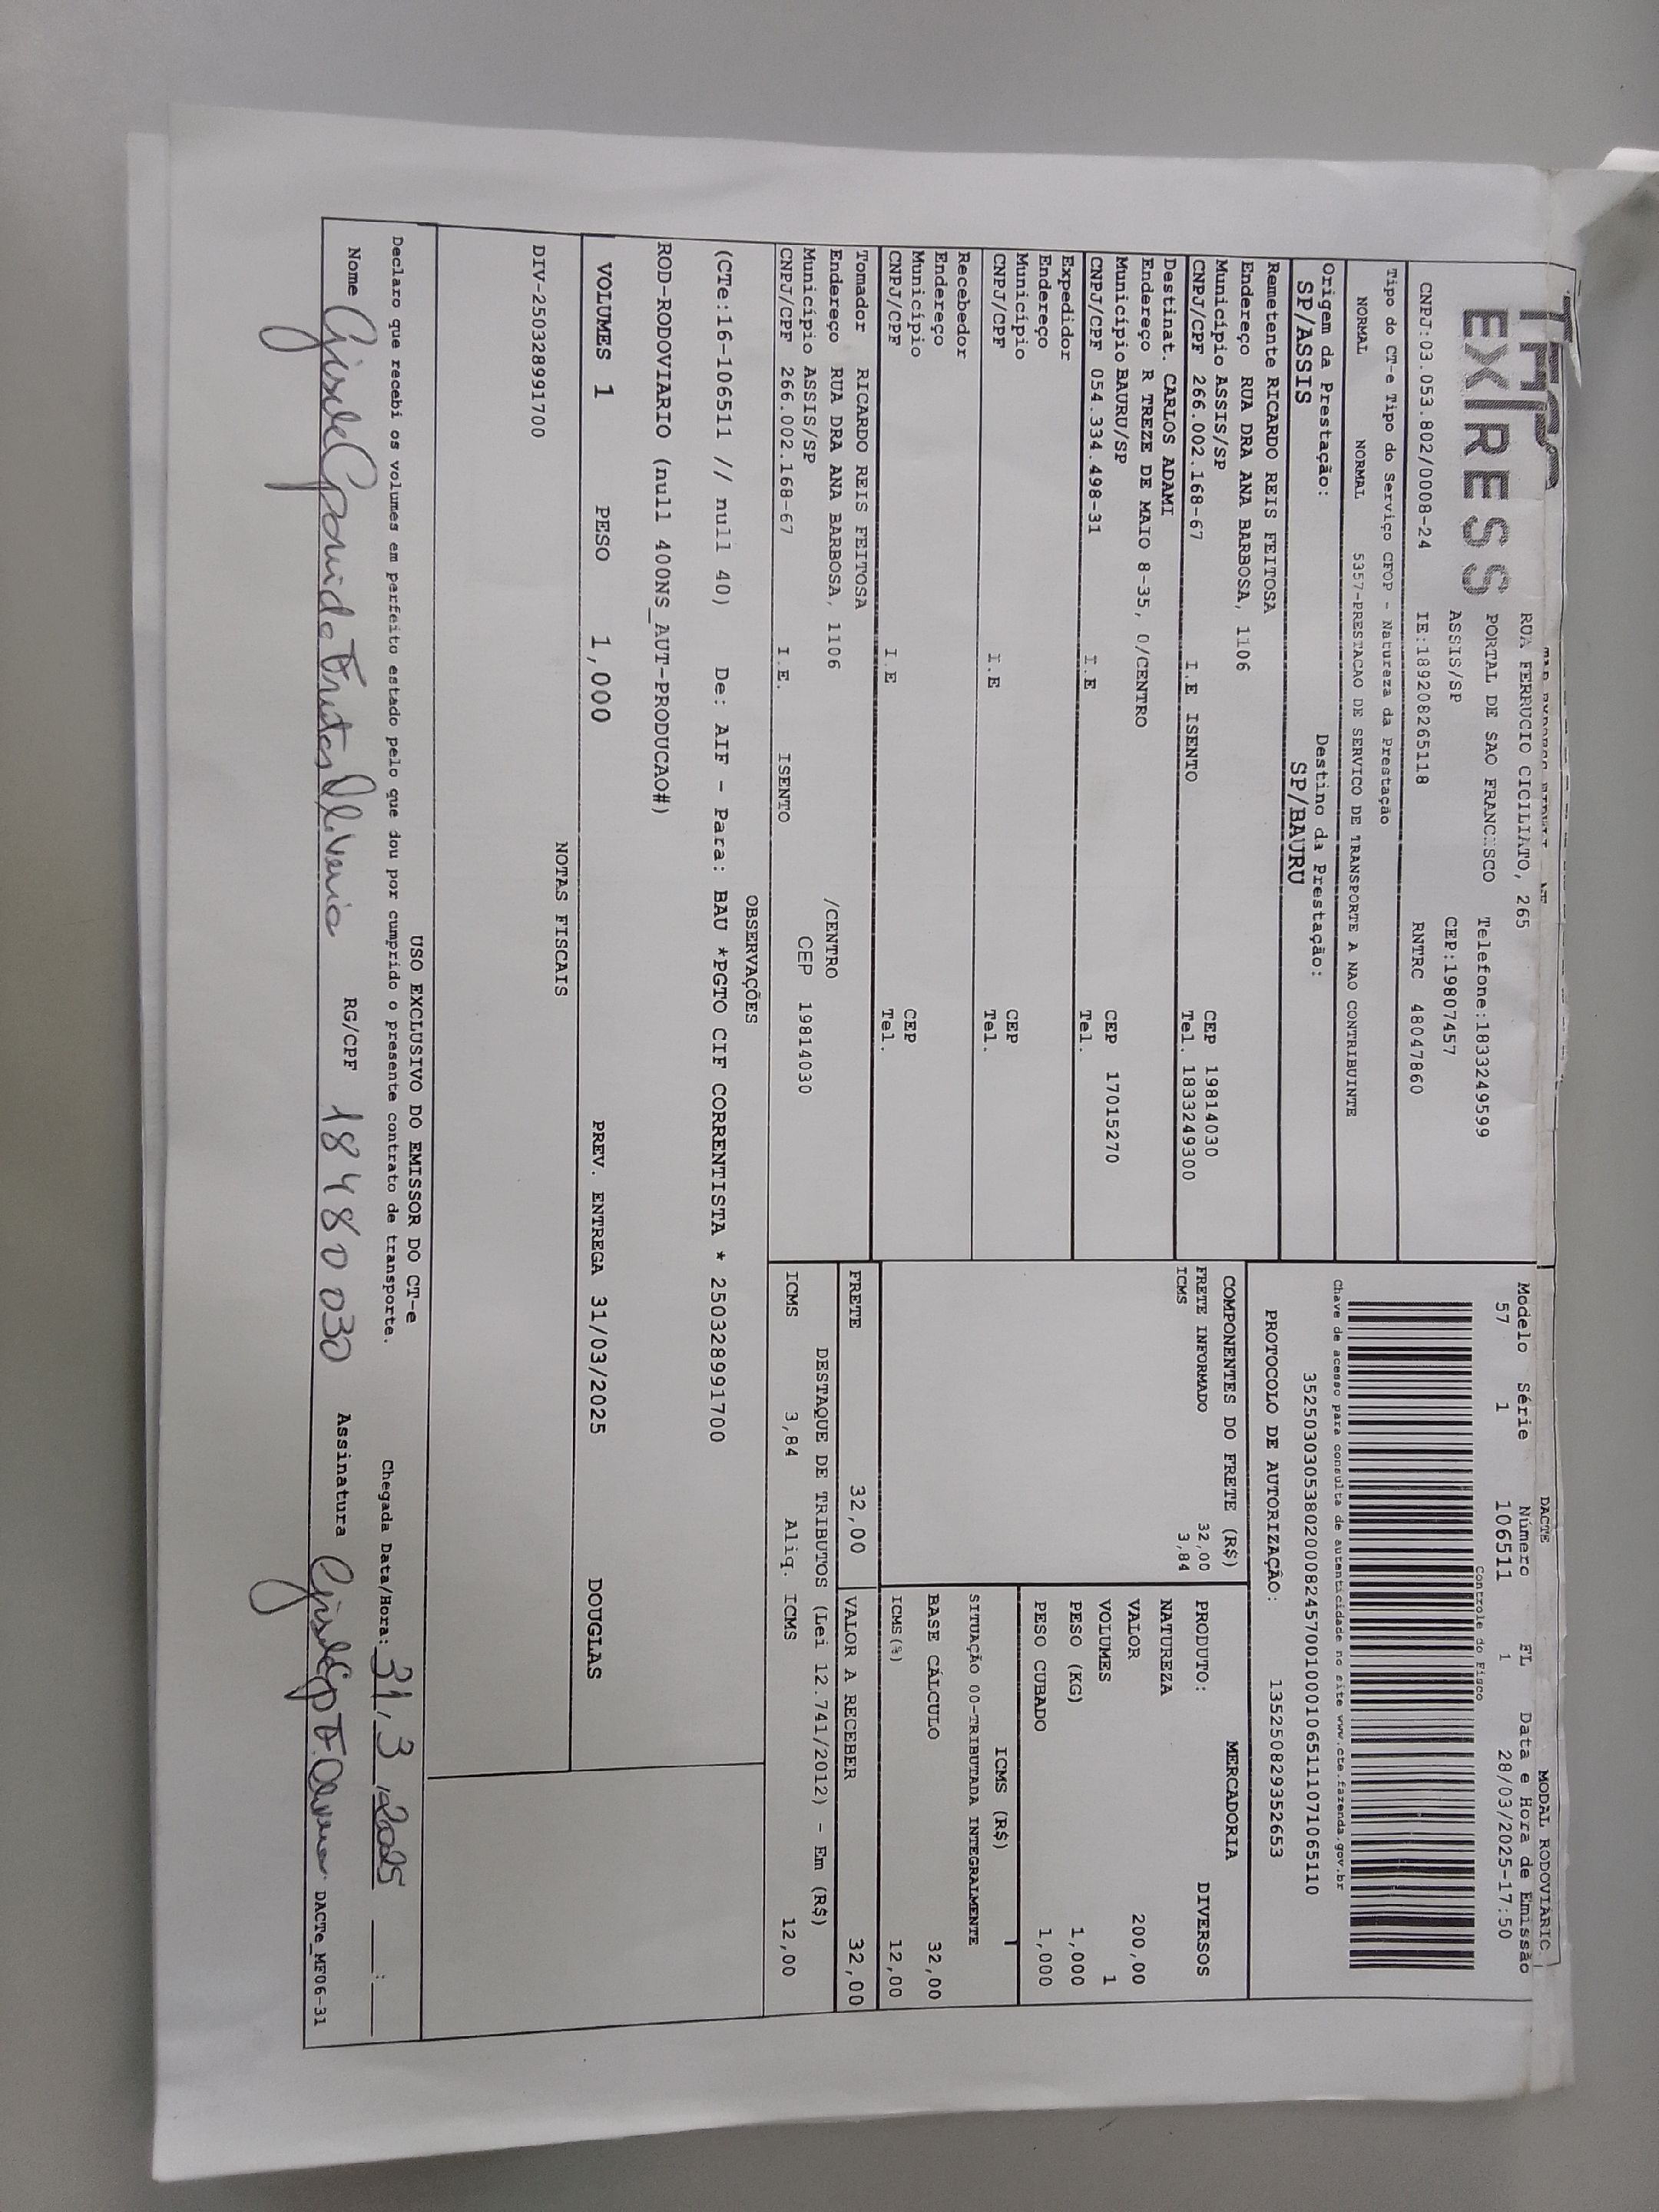 EXPRESS
RUA FERRUCIO CICILIATO, 265
PORTAL DE SAO FRANCISCO Telefone:1833249599
ASSIS/SP CEP:19807457
CNPJ:03.053.802/0008-24 IE:189208265118 RNTRC 48047860
Tipo do CT-e Tipo do Serviço CFOP - Natureza da Prestação
NORMAL NORMAL 5357-PRESTACAO DE SERVICO DE TRANSPORTE A NAO CONTRIBUINTE
Origem da Prestação: Destino da Prestação:
SP/ASSIS SP/BAURU
Remetente RICARDO REIS FEITOSA
Endereço RUA DRA ANA BARBOSA, 1106
Município ASSIS/SP CEP 19814030
CNPJ/CPF 266.002.168-67 I.E ISENTO Tel. 1833249300
Destinat. CARLOS ADAMI
Endereço R TREZE DE MAIO 8-35, 0/CENTRO
Município BAURU/SP CEP 17015270
CNPJ/CPF 054.334.498-31 I.E Tel.
Expedidor
Endereço
Município CEP
CNPJ/CPF I.E Tel.
Recebedor
Endereço
Município CEP
CNPJ/CPF I.E Tel.
Tomador RICARDO REIS FEITOSA
Endereço RUA DRA ANA BARBOSA, 1106 /CENTRO
Município ASSIS/SP CEP 19814030
CNPJ/CPF 266.002.168-67 I.E. ISENTO
DACTE MODAL RODOVIARIO
Modelo Série Número FL Data e Hora de Emissão
57 1 106511 1 28/03/2025-17:50
Controle do Fisco
Chave de acesso para consulta de autenticidade no site www.cte.fazenda.gov.br
35250303053802000824570010001065111071065110
PROTOCOLO DE AUTORIZAÇÃO: 135250829352653
COMPONENTES DO FRETE (R$)
FRETE INFORMADO 32,00
ICMS 3,84
MERCADORIA
PRODUTO: DIVERSOS
NATUREZA
VALOR 200,00
VOLUMES 1
PESO (KG) 1,000
PESO CUBADO 1,000
ICMS (R$)
SITUAÇÃO 00-TRIBUTADA INTEGRALMENTE
BASE CÁLCULO 32,00
ICMS(%) 12,00
FRETE 32,00 VALOR A RECEBER 32,00
DESTAQUE DE TRIBUTOS (Lei 12.741/2012) - Em (R$)
ICMS 3,84 Aliq. ICMS 12,00
OBSERVAÇÕES
(CTe:16-106511 // null 40) De: AIF - Para: BAU *PGTO CIF CORRENTISTA * 250328991700
ROD-RODOVIARIO (null 400NS_AUT-PRODUCAO#)
VOLUMES 1 PESO 1,000 PREV. ENTREGA 31/03/2025 DOUGLAS
NOTAS FISCAIS
DIV-250328991700
USO EXCLUSIVO DO EMISSOR DO CT-e
Declaro que recebi os volumes em perfeito estado pelo que dou por cumprido o presente contrato de transporte. Chegada Data/Hora: 31/3/2025 :
Nome RG/CPF 184800030 Assinatura DACTe_MF06-31